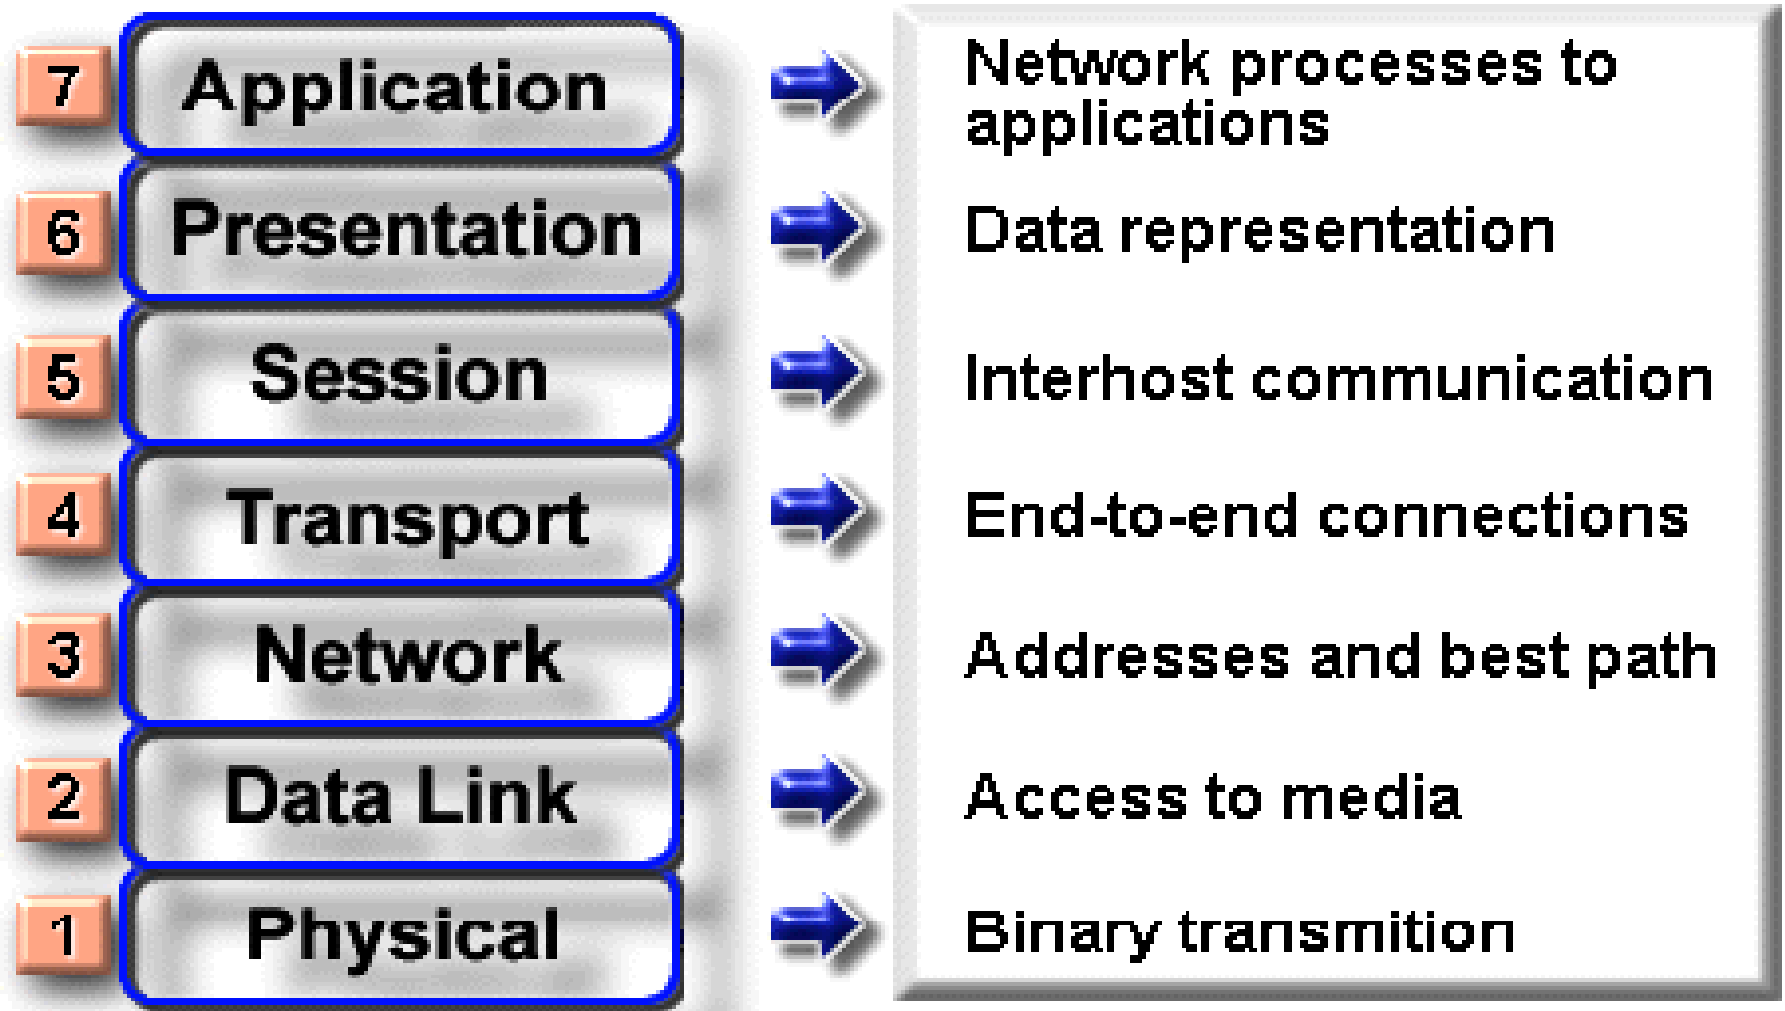 7 Application Network processes to
applications
6 Presentation Data representation
5 Session Interhost communication
4 Transport End-to-end connections
3 Network Addresses and best path
2 Data Link Access to media
1 Physical Binary transmition